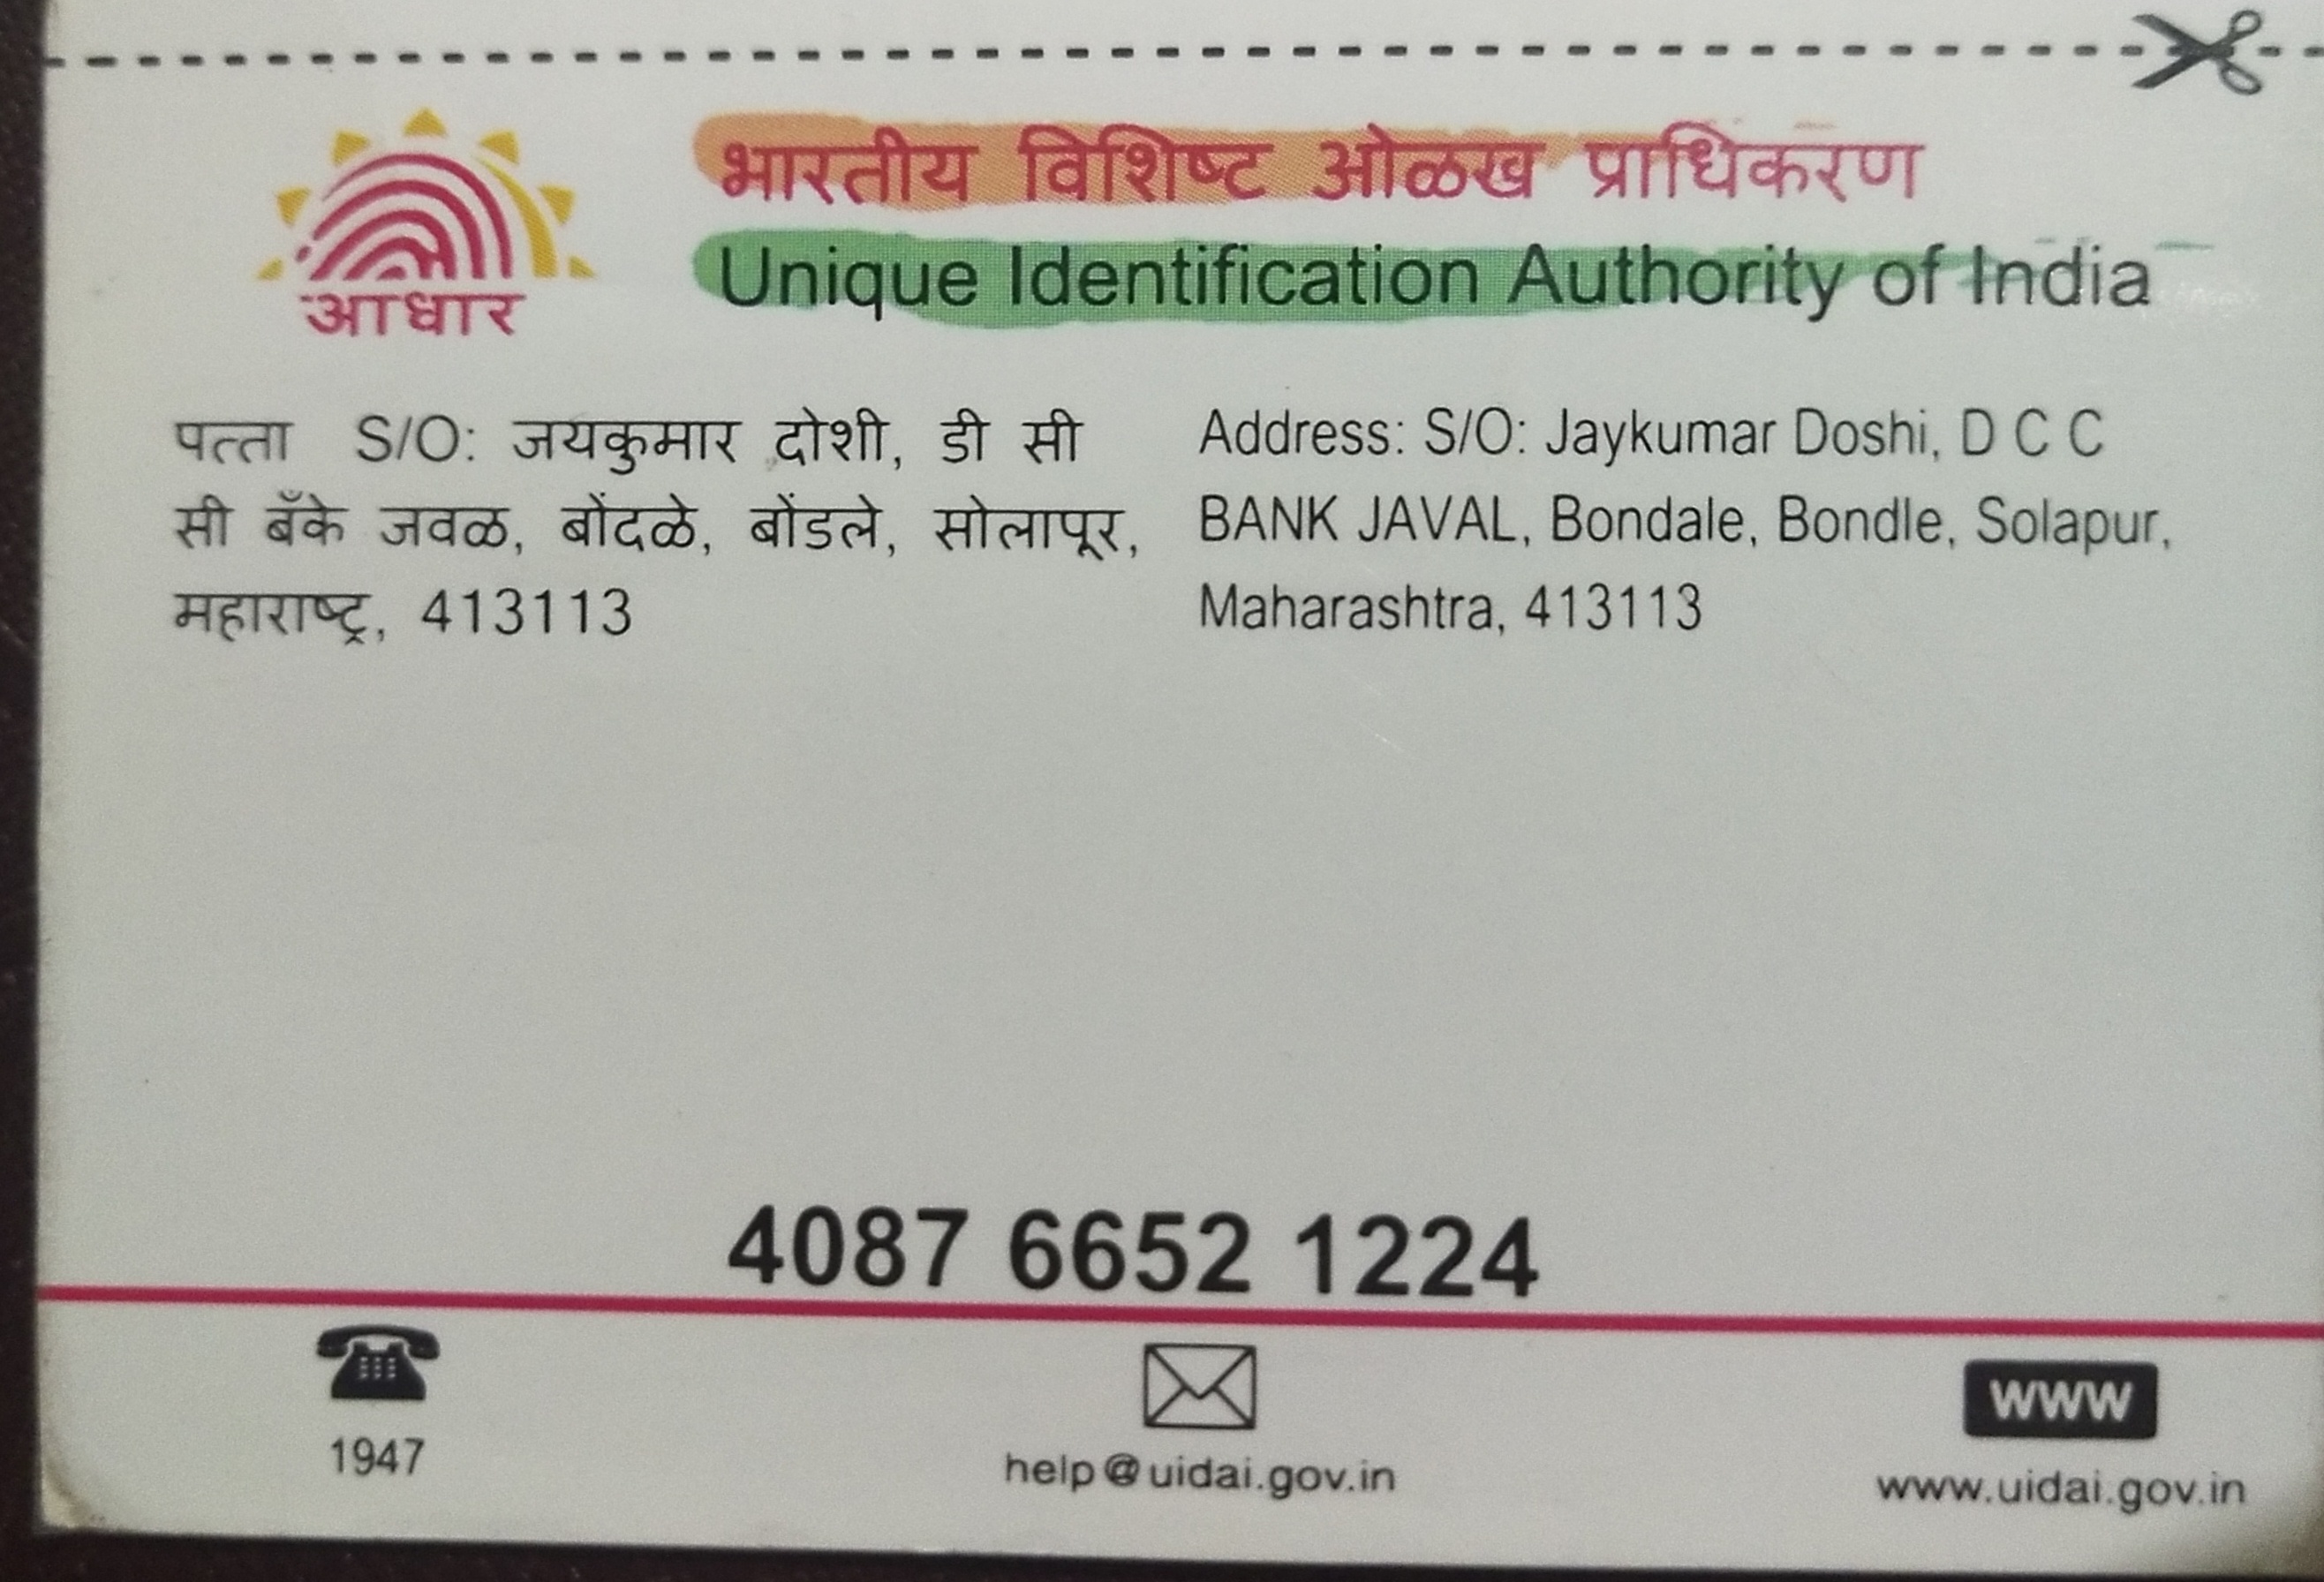 भारतीय विशिष्ट ओळख प्राधिकरण
Unique Identification Authority of India
आधार
पत्ता S/O: जयकुमार दोशी, डी सी
सी बँके जवळ, बोंदळे, बोंडले, सोलापूर,
महाराष्ट्र, 413113
Address: S/O: Jaykumar Doshi, D C C
BANK JAVAL, Bondale, Bondle, Solapur,
Maharashtra, 413113
4087 6652 1224
1947
help@uidai.gov.in
www
www.uidai.gov.in